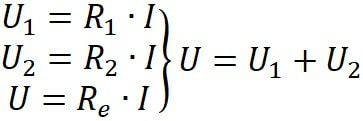 U₁ = R₁ · I
U₂ = R₂ · I } U = U₁ + U₂
U = Rₑ · I